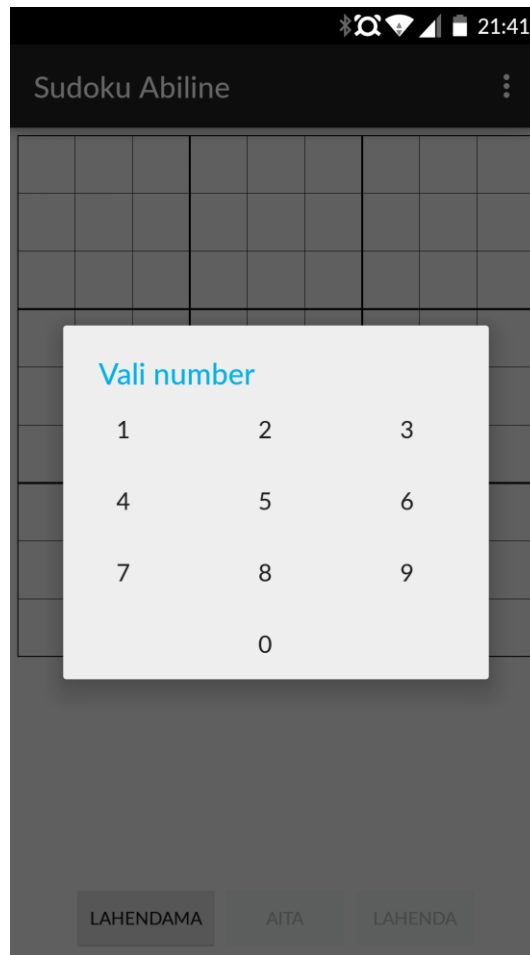 21:41
Sudoku Abiline
Vali number
1 2 3
4 5 6
7 8 9
0
LAHENDAMA AITA LAHENDA